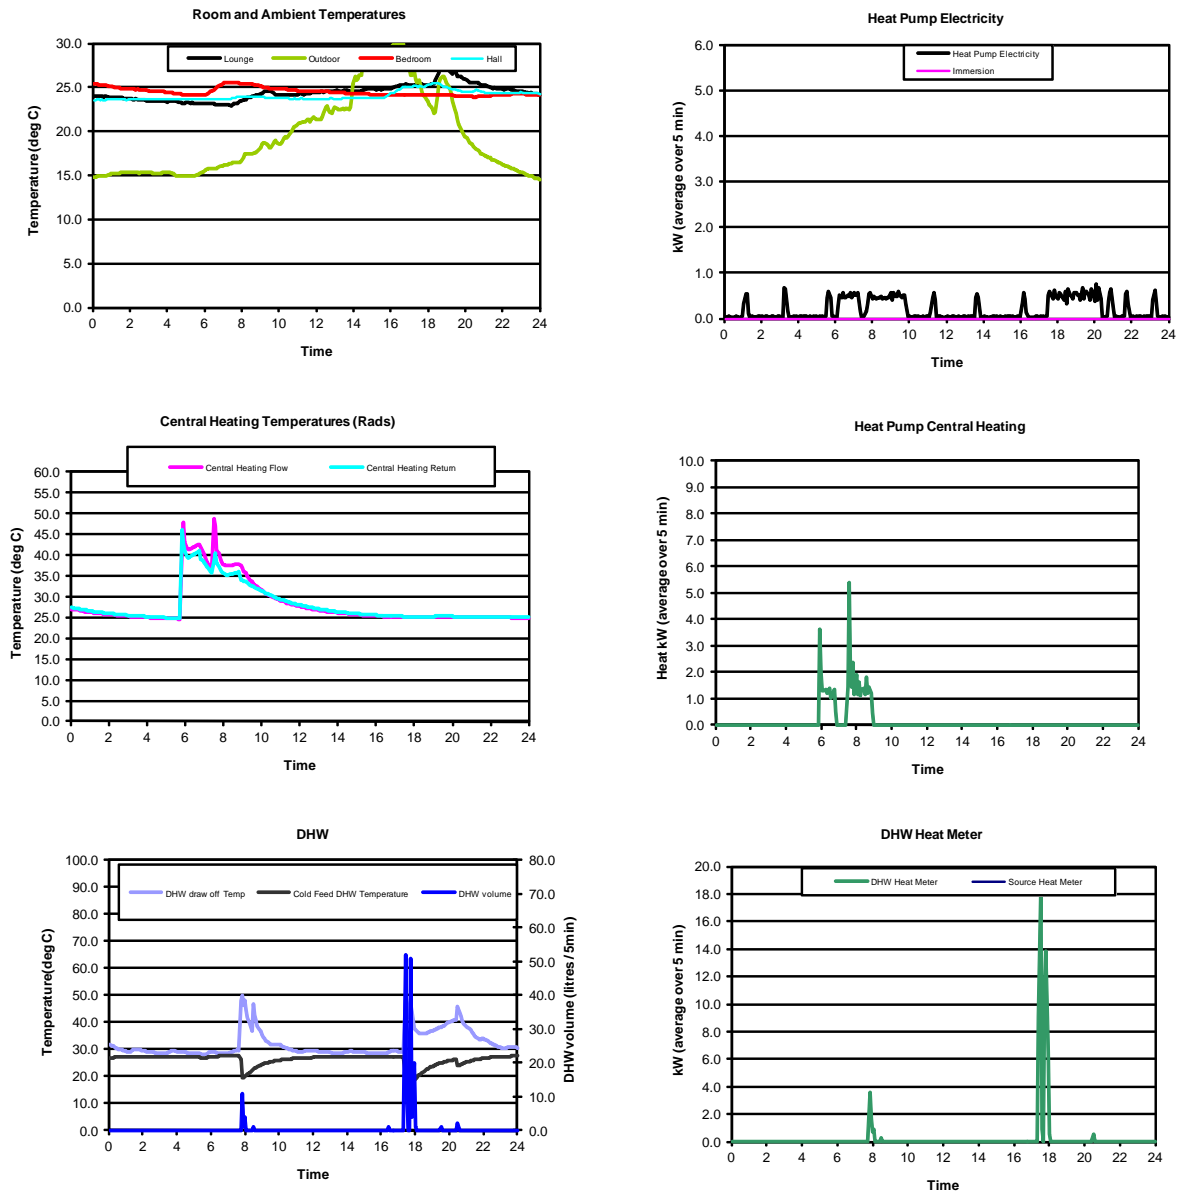 Room and Ambient Temperatures
Temperature (deg C)
30.0
25.0
20.0
15.0
10.0
5.0
0.0
Lounge Outdoor Bedroom Hall
0 2 4 6 8 10 12 14 16 18 20 22 24
Time
Heat Pump Electricity
kW (average over 5 min)
6.0
5.0
4.0
3.0
2.0
1.0
0.0
Heat Pump Electricity
Immersion
0 2 4 6 8 10 12 14 16 18 20 22 24
Time
Central Heating Temperatures (Rads)
Temperature (deg C)
Central Heating Flow Central Heating Return
60.0
55.0
50.0
45.0
40.0
35.0
30.0
25.0
20.0
15.0
10.0
5.0
0.0
0 2 4 6 8 10 12 14 16 18 20 22 24
Time
Heat Pump Central Heating
Heat kW (average over 5 min)
10.0
9.0
8.0
7.0
6.0
5.0
4.0
3.0
2.0
1.0
0.0
0 2 4 6 8 10 12 14 16 18 20 22 24
Time
DHW
Temperature(deg C)
100.0
90.0
80.0
70.0
60.0
50.0
40.0
30.0
20.0
10.0
0.0
DHW draw off Temp Cold Feed DHW Temperature DHW volume
80.0
70.0
60.0
50.0
40.0
30.0
20.0
10.0
0.0
DHW volume (litres / 5min)
0 2 4 6 8 10 12 14 16 18 20 22 24
Time
DHW Heat Meter
kW (average over 5 min)
20.0
18.0
16.0
14.0
12.0
10.0
8.0
6.0
4.0
2.0
0.0
DHW Heat Meter Source Heat Meter
0 2 4 6 8 10 12 14 16 18 20 22 24
Time